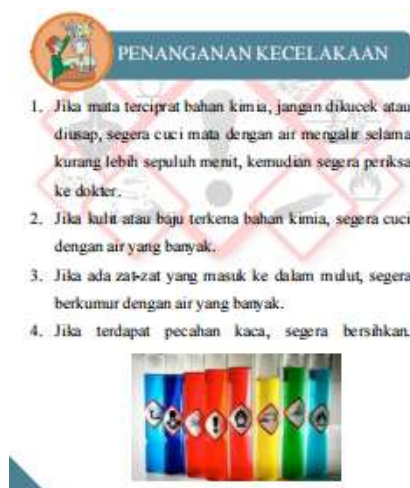 PENANGANAN KECELAKAAN
1. Jika mata terciprat bahan kimia, jangan dikucek atau
diusap, segera cuci mata dengan air mengalir selama
kurang lebih sepuluh menit, kemudian segera periksa
ke dokter.
2. Jika kulit atau baju terkena bahan kimia, segera cuci
dengan air yang banyak.
3. Jika ada zat-zat yang masuk ke dalam mulut, segera
berkumur dengan air yang banyak.
4. Jika terdapat pecahan kaca, segera bersihkan.